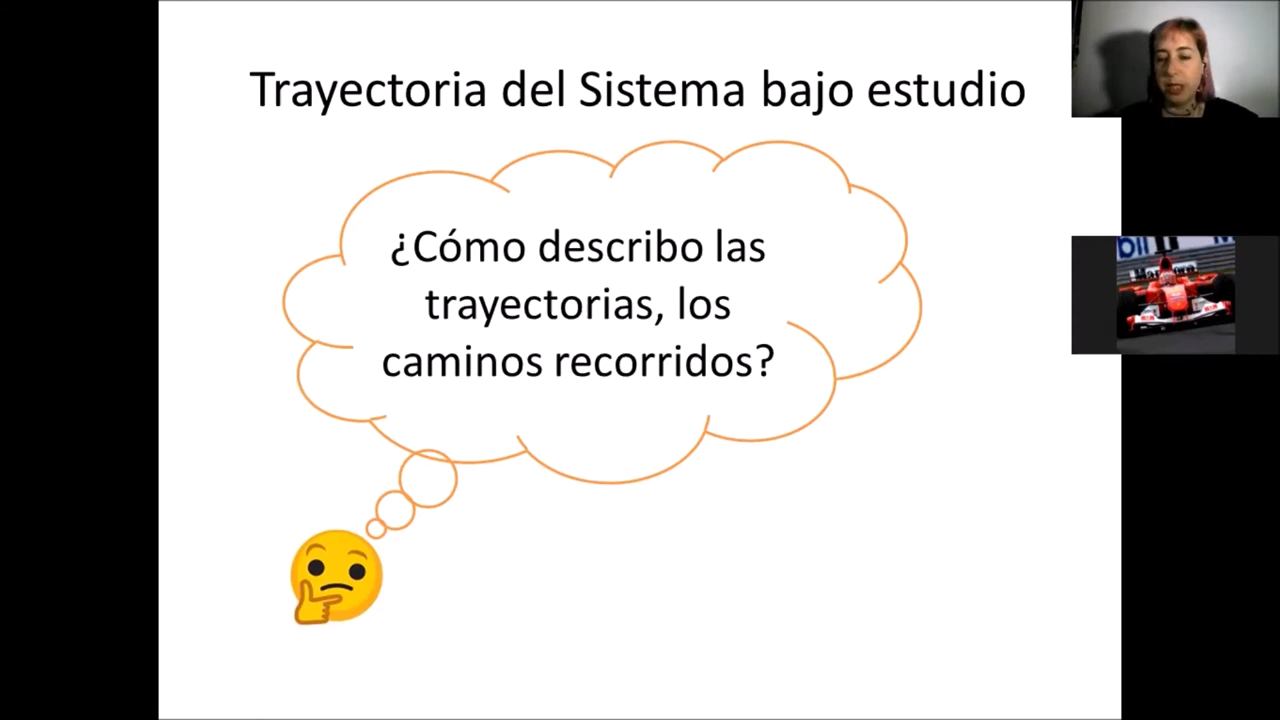 Trayectoria del Sistema bajo estudio
¿Cómo describo las
trayectorias, los
caminos recorridos?